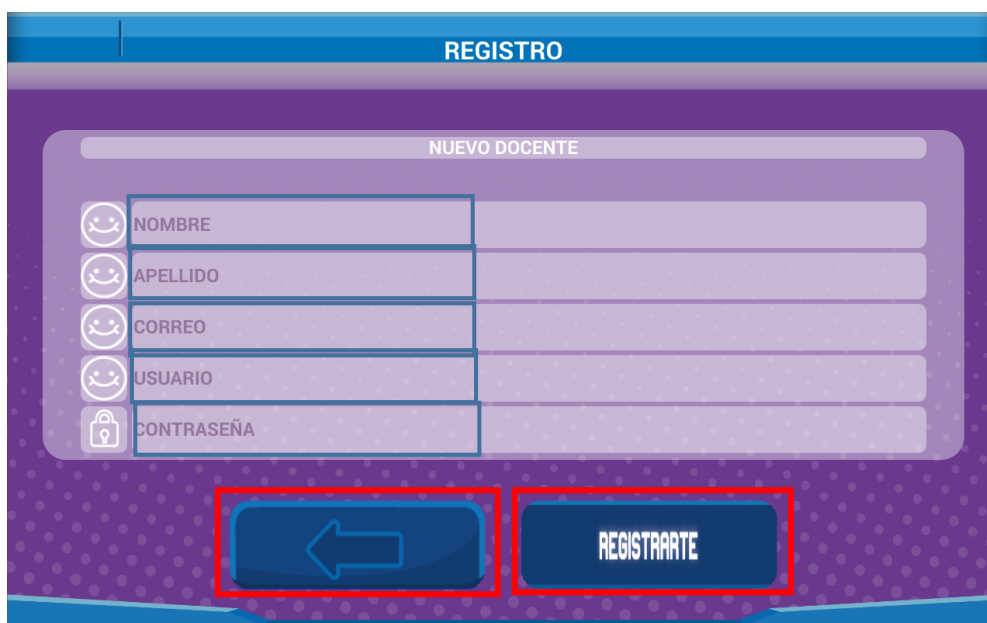 REGISTRO
NUEVO DOCENTE
NOMBRE
APELLIDO
CORREO
USUARIO
CONTRASEÑA
REGISTRARTE